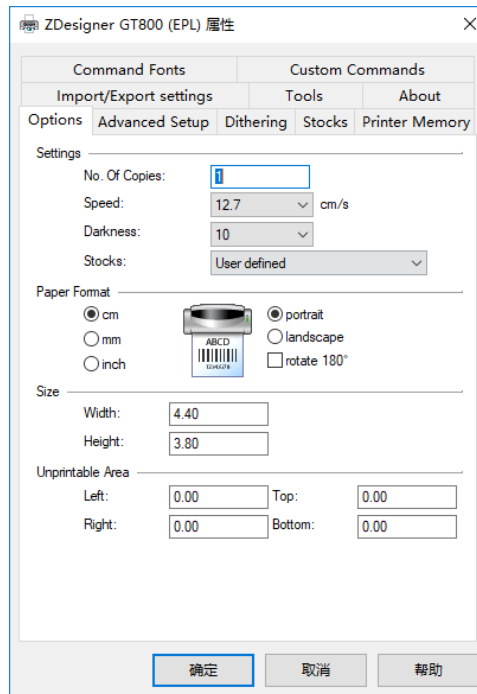 ZDesigner GT800 (EPL) 属性
Command Fonts Custom Commands
Import/Export settings Tools About
Options Advanced Setup Dithering Stocks Printer Memory
Settings
No. Of Copies: 1
Speed: 12.7 cm/s
Darkness: 10
Stocks: User defined
Paper Format
cm portrait
mm landscape
inch rotate 180°
ABCD
12345678
Size
Width: 4.40
Height: 3.80
Unprintable Area
Left: 0.00 Top: 0.00
Right: 0.00 Bottom: 0.00
确定 取消 帮助